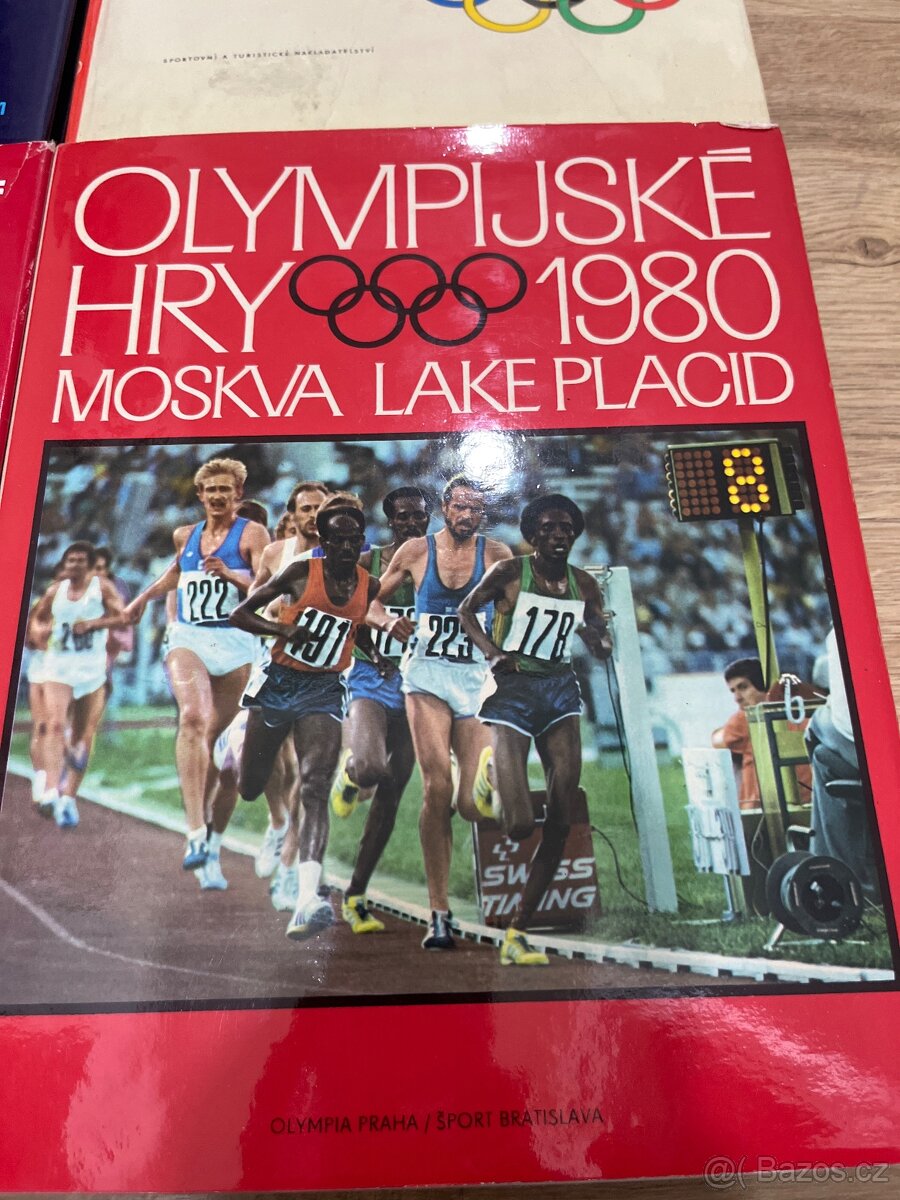 SPORTOVNÍ A TURISTICKÉ NAKLADATELSTVÍ
OLYMPIJSKÉ
HRY 1980
MOSKVA LAKE PLACID
8
222
191
223
178
SWISS
TIMING
OLYMPIA PRAHA / ŠPORT BRATISLAVA
@ Bazos.cz